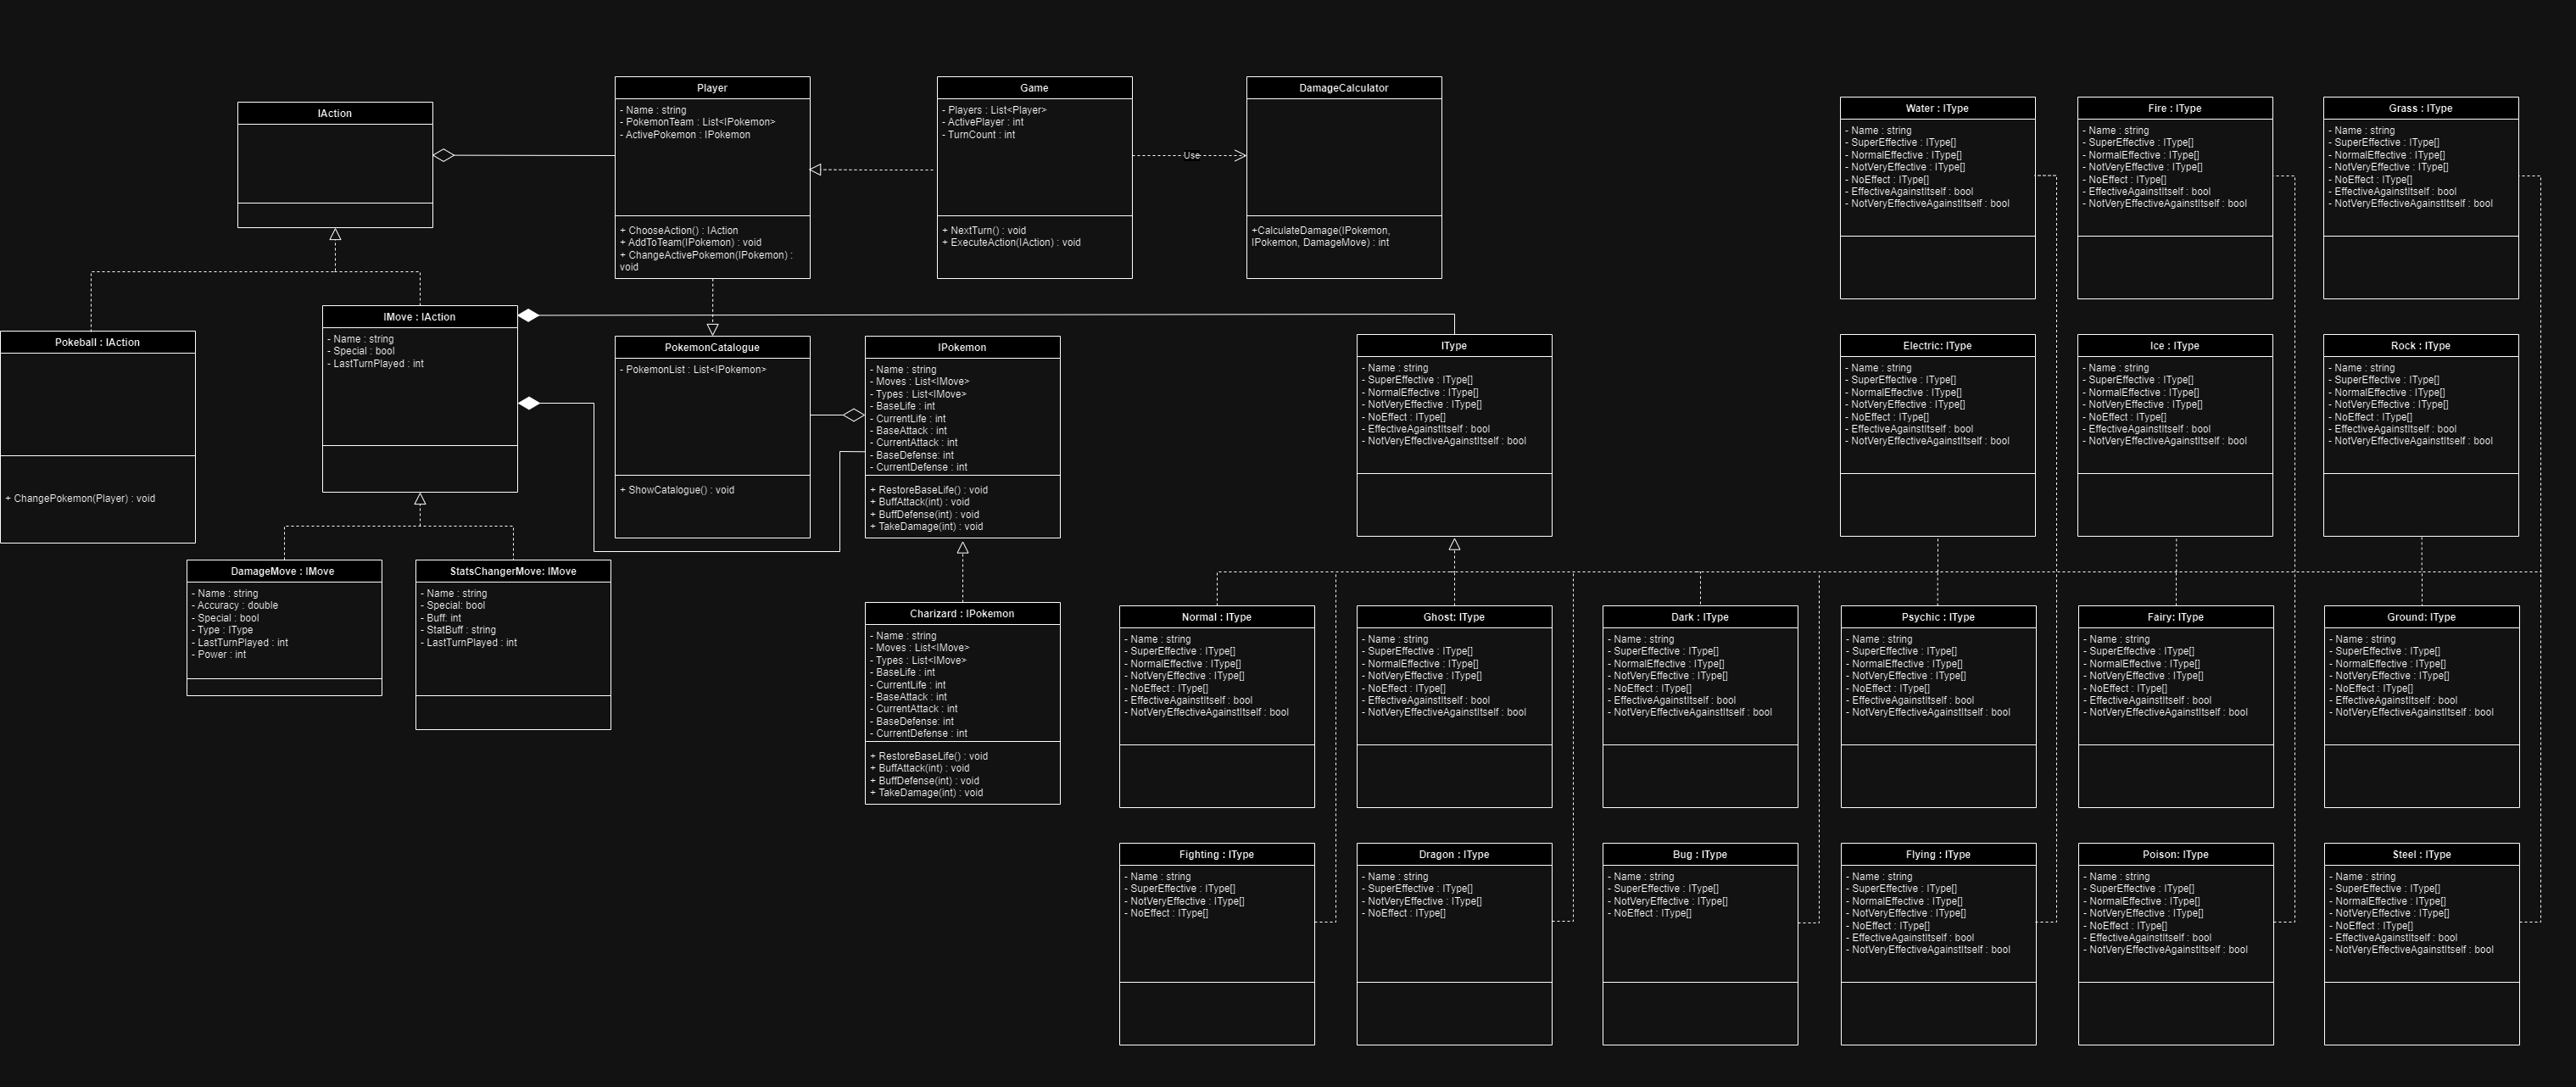 IAction
Player
- Name : string
- PokemonTeam : List<IPokemon>
- ActivePokemon : IPokemon
+ ChooseAction() : IAction
+ AddToTeam(IPokemon) : void
+ ChangeActivePokemon(IPokemon) :
void
Game
- Players : List<Player>
- ActivePlayer : int
- TurnCount : int
+ NextTurn() : void
+ ExecuteAction(IAction) : void
Use
DamageCalculator
+CalculateDamage(IPokemon,
IPokemon, DamageMove) : int
Water : IType
- Name : string
- SuperEffective : IType[]
- NormalEffective : IType[]
- NotVeryEffective : IType[]
- NoEffect : IType[]
- EffectiveAgainstItself : bool
- NotVeryEffectiveAgainstItself : bool
Fire : IType
- Name : string
- SuperEffective : IType[]
- NormalEffective : IType[]
- NotVeryEffective : IType[]
- NoEffect : IType[]
- EffectiveAgainstItself : bool
- NotVeryEffectiveAgainstItself : bool
Grass : IType
- Name : string
- SuperEffective : IType[]
- NormalEffective : IType[]
- NotVeryEffective : IType[]
- NoEffect : IType[]
- EffectiveAgainstItself : bool
- NotVeryEffectiveAgainstItself : bool
Pokeball : IAction
+ ChangePokemon(Player) : void
IMove : IAction
- Name : string
- Special : bool
- LastTurnPlayed : int
PokemonCatalogue
- PokemonList : List<IPokemon>
+ ShowCatalogue() : void
IPokemon
- Name : string
- Moves : List<IMove>
- Types : List<IMove>
- BaseLife : int
- CurrentLife : int
- BaseAttack : int
- CurrentAttack : int
- BaseDefense: int
- CurrentDefense : int
+ RestoreBaseLife() : void
+ BuffAttack(int) : void
+ BuffDefense(int) : void
+ TakeDamage(int) : void
IType
- Name : string
- SuperEffective : IType[]
- NormalEffective : IType[]
- NotVeryEffective : IType[]
- NoEffect : IType[]
- EffectiveAgainstItself : bool
- NotVeryEffectiveAgainstItself : bool
Electric: IType
- Name : string
- SuperEffective : IType[]
- NormalEffective : IType[]
- NotVeryEffective : IType[]
- NoEffect : IType[]
- EffectiveAgainstItself : bool
- NotVeryEffectiveAgainstItself : bool
Ice : IType
- Name : string
- SuperEffective : IType[]
- NormalEffective : IType[]
- NotVeryEffective : IType[]
- NoEffect : IType[]
- EffectiveAgainstItself : bool
- NotVeryEffectiveAgainstItself : bool
Rock : IType
- Name : string
- SuperEffective : IType[]
- NormalEffective : IType[]
- NotVeryEffective : IType[]
- NoEffect : IType[]
- EffectiveAgainstItself : bool
- NotVeryEffectiveAgainstItself : bool
DamageMove : IMove
- Name : string
- Accuracy : double
- Special : bool
- Type : IType
- LastTurnPlayed : int
- Power : int
StatsChangerMove: IMove
- Name : string
- Special: bool
- Buff: int
- StatBuff : string
- LastTurnPlayed : int
Charizard : IPokemon
- Name : string
- Moves : List<IMove>
- Types : List<IMove>
- BaseLife : int
- CurrentLife : int
- BaseAttack : int
- CurrentAttack : int
- BaseDefense: int
- CurrentDefense : int
+ RestoreBaseLife() : void
+ BuffAttack(int) : void
+ BuffDefense(int) : void
+ TakeDamage(int) : void
Normal : IType
- Name : string
- SuperEffective : IType[]
- NormalEffective : IType[]
- NotVeryEffective : IType[]
- NoEffect : IType[]
- EffectiveAgainstItself : bool
- NotVeryEffectiveAgainstItself : bool
Ghost: IType
- Name : string
- SuperEffective : IType[]
- NormalEffective : IType[]
- NotVeryEffective : IType[]
- NoEffect : IType[]
- EffectiveAgainstItself : bool
- NotVeryEffectiveAgainstItself : bool
Dark : IType
- Name : string
- SuperEffective : IType[]
- NormalEffective : IType[]
- NotVeryEffective : IType[]
- NoEffect : IType[]
- EffectiveAgainstItself : bool
- NotVeryEffectiveAgainstItself : bool
Psychic : IType
- Name : string
- SuperEffective : IType[]
- NormalEffective : IType[]
- NotVeryEffective : IType[]
- NoEffect : IType[]
- EffectiveAgainstItself : bool
- NotVeryEffectiveAgainstItself : bool
Fairy: IType
- Name : string
- SuperEffective : IType[]
- NormalEffective : IType[]
- NotVeryEffective : IType[]
- NoEffect : IType[]
- EffectiveAgainstItself : bool
- NotVeryEffectiveAgainstItself : bool
Ground: IType
- Name : string
- SuperEffective : IType[]
- NormalEffective : IType[]
- NotVeryEffective : IType[]
- NoEffect : IType[]
- EffectiveAgainstItself : bool
- NotVeryEffectiveAgainstItself : bool
Fighting : IType
- Name : string
- SuperEffective : IType[]
- NotVeryEffective : IType[]
- NoEffect : IType[]
Dragon : IType
- Name : string
- SuperEffective : IType[]
- NotVeryEffective : IType[]
- NoEffect : IType[]
Bug : IType
- Name : string
- SuperEffective : IType[]
- NotVeryEffective : IType[]
- NoEffect : IType[]
Flying : IType
- Name : string
- SuperEffective : IType[]
- NormalEffective : IType[]
- NotVeryEffective : IType[]
- NoEffect : IType[]
- EffectiveAgainstItself : bool
- NotVeryEffectiveAgainstItself : bool
Poison: IType
- Name : string
- SuperEffective : IType[]
- NormalEffective : IType[]
- NotVeryEffective : IType[]
- NoEffect : IType[]
- EffectiveAgainstItself : bool
- NotVeryEffectiveAgainstItself : bool
Steel : IType
- Name : string
- SuperEffective : IType[]
- NormalEffective : IType[]
- NotVeryEffective : IType[]
- NoEffect : IType[]
- EffectiveAgainstItself : bool
- NotVeryEffectiveAgainstItself : bool